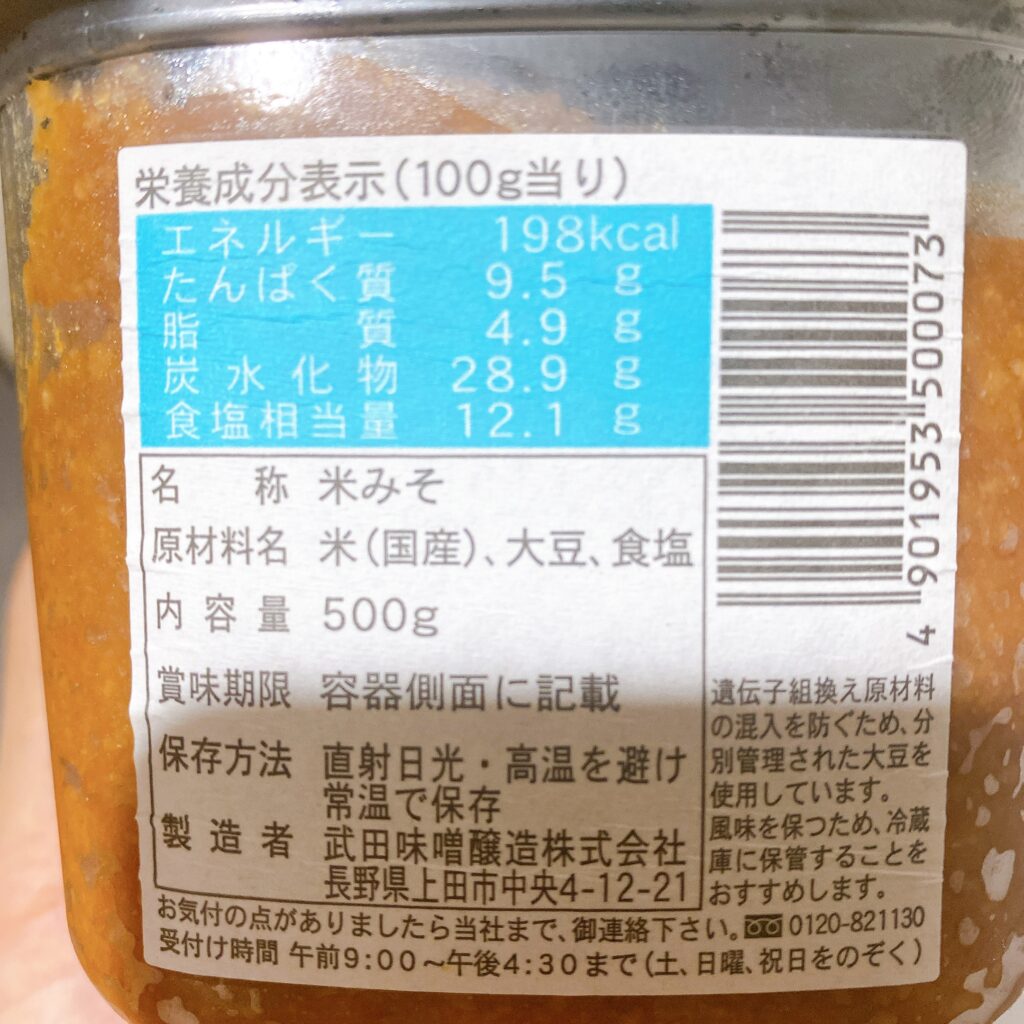 栄養成分表示(100g当り)
エネルギー 198kcal
たんぱく質 9.5 g
脂質 4.9 g
炭水化物 28.9 g
食塩相当量 12.1 g
名称 米みそ
原材料名 米(国産)、大豆、食塩
内容量 500g
賞味期限 容器側面に記載
保存方法 直射日光・高温を避け
常温で保存
製造者 武田味噌醸造株式会社
長野県上田市中央4-12-21
4 901953 500073
遺伝子組換え原材料
の混入を防ぐため、分
別管理された大豆を
使用しています。
風味を保つため、冷蔵
庫に保管することを
おすすめします。
お気付の点がありましたら当社まで、御連絡下さい。 0120-821130
受付け時間 午前9:00～午後4:30まで(土、日曜、祝日をのぞく)